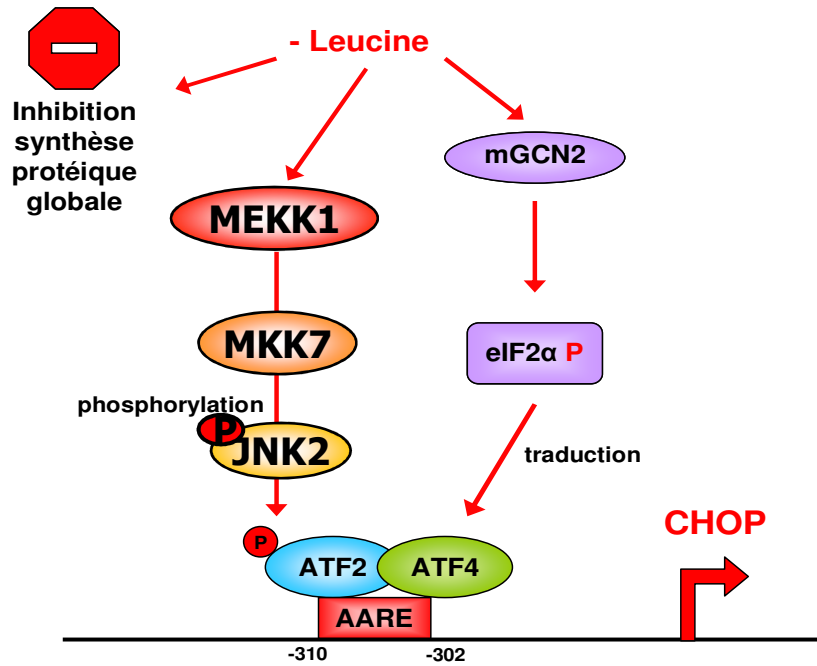 - Leucine
Inhibition
synthèse
protéique
globale
mGCN2
MEKK1
MKK7
eIF2α P
phosphorylation
P
JNK2
traduction
CHOP
P
ATF2
ATF4
AARE
-310
-302